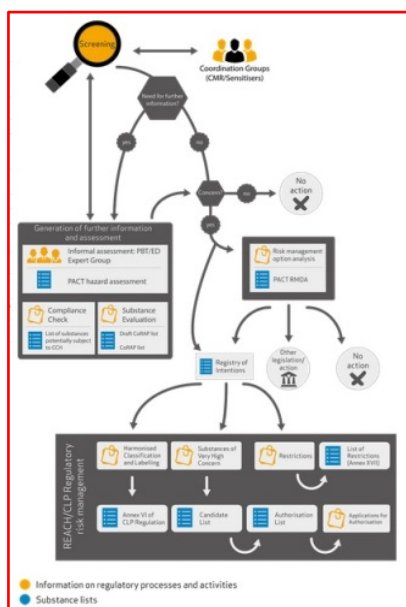 Screening
Coordination Groups
(CMR/Sensitisers)
Need for further
information?
yes
no
Concern?
no
No
action
yes
Generation of further information
and assessment
Informal assessment: PBT/ED
Expert Group
PACT hazard assessment
Compliance
Check
List of substances
potentially subject
to CCH
Substance
Evaluation
Draft CoRAP list
CoRAP list
Risk management
option analysis
PACT RMOA
Registry of
Intentions
Other
legislation/
action
No
action
REACH/CLP Regulatory
risk management
Harmonised
Classification
and Labelling
Substances of
Very High
Concern
Restrictions
List of
Restrictions
(Annex XVII)
Annex VI of
CLP Regulation
Candidate
List
Authorisation
List
Applications for
Authorisation
Information on regulatory processes and activities
Substance lists